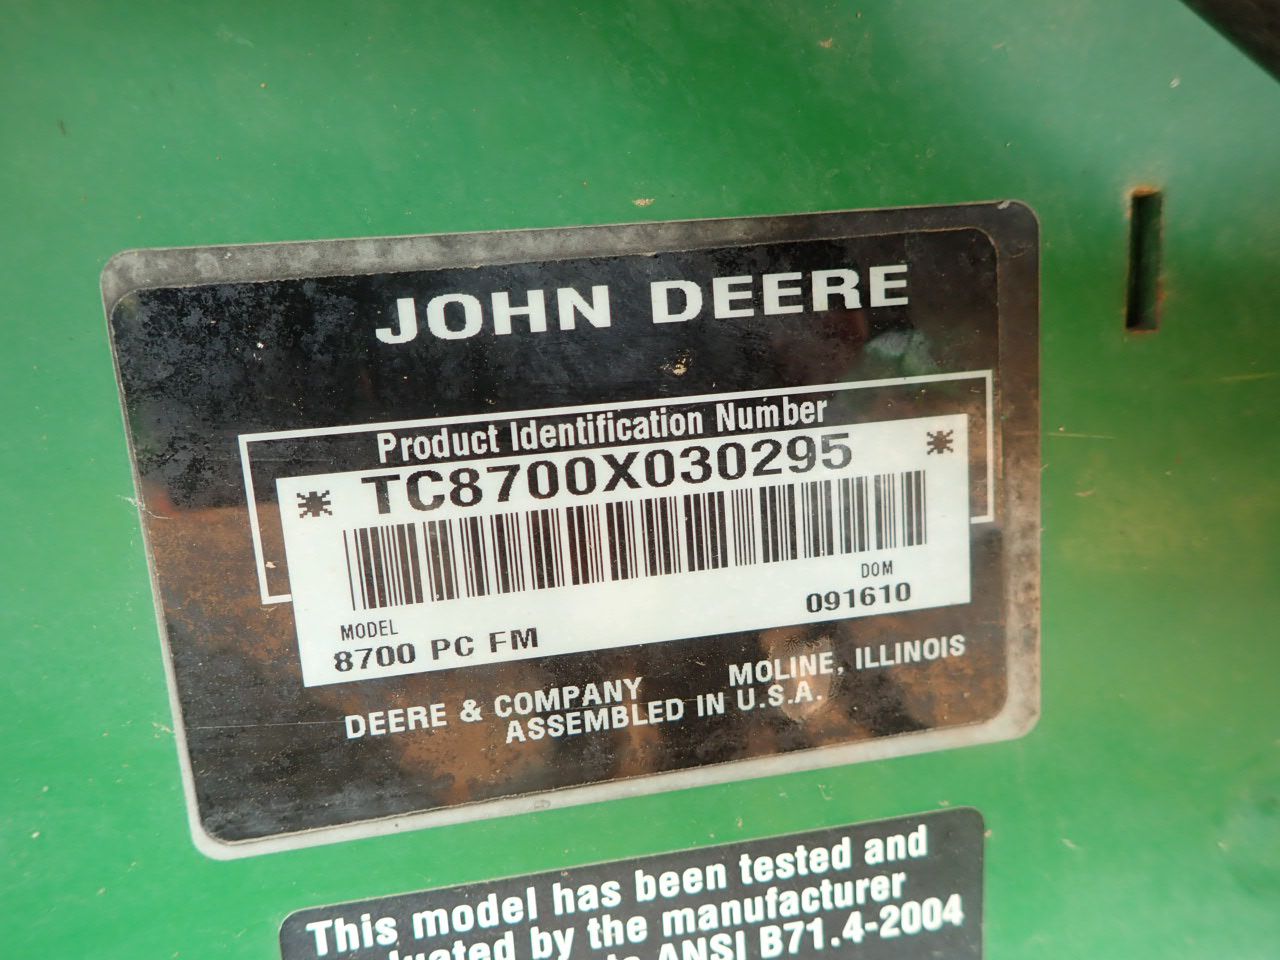 JOHN DEERE
Product Identification Number
* TC8700X030295 *
MODEL
DOM
8700 PC FM
091610
DEERE & COMPANY MOLINE, ILLINOIS
ASSEMBLED IN U.S.A.
This model has been tested and
by the manufacturer
ANSI B71.4-2004